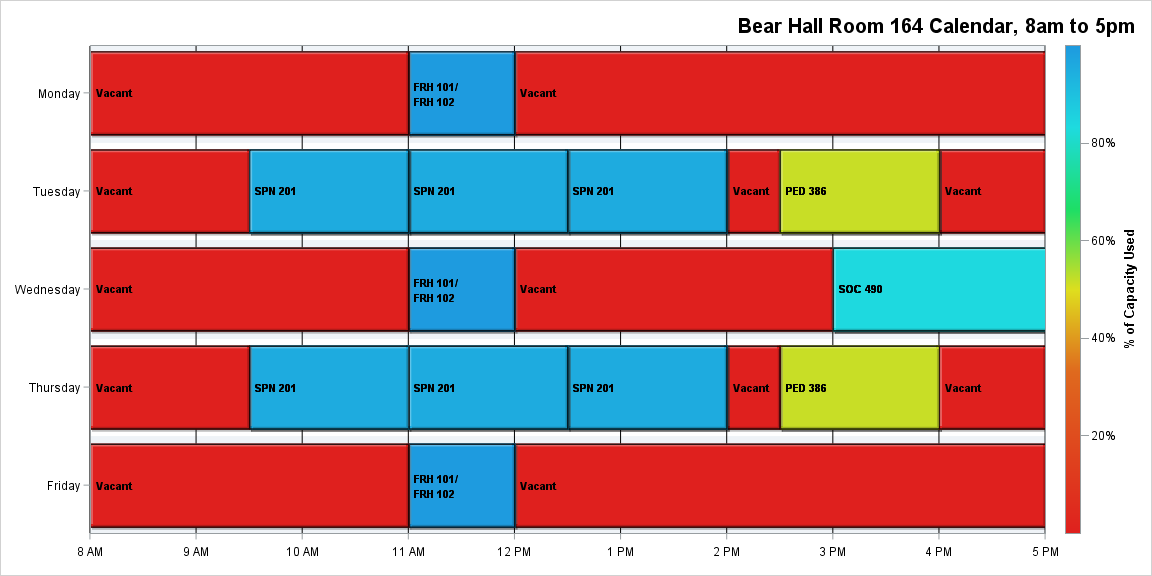 Bear Hall Room 164 Calendar, 8am to 5pm
Monday
Vacant
FRH 101/
FRH 102
Vacant
Tuesday
Vacant
SPN 201
SPN 201
SPN 201
Vacant
PED 386
Vacant
Wednesday
Vacant
FRH 101/
FRH 102
Vacant
SOC 490
Thursday
Vacant
SPN 201
SPN 201
SPN 201
Vacant
PED 386
Vacant
Friday
Vacant
FRH 101/
FRH 102
Vacant
8 AM
9 AM
10 AM
11 AM
12 PM
1 PM
2 PM
3 PM
4 PM
5 PM
80%
60%
40%
20%
% of Capacity Used